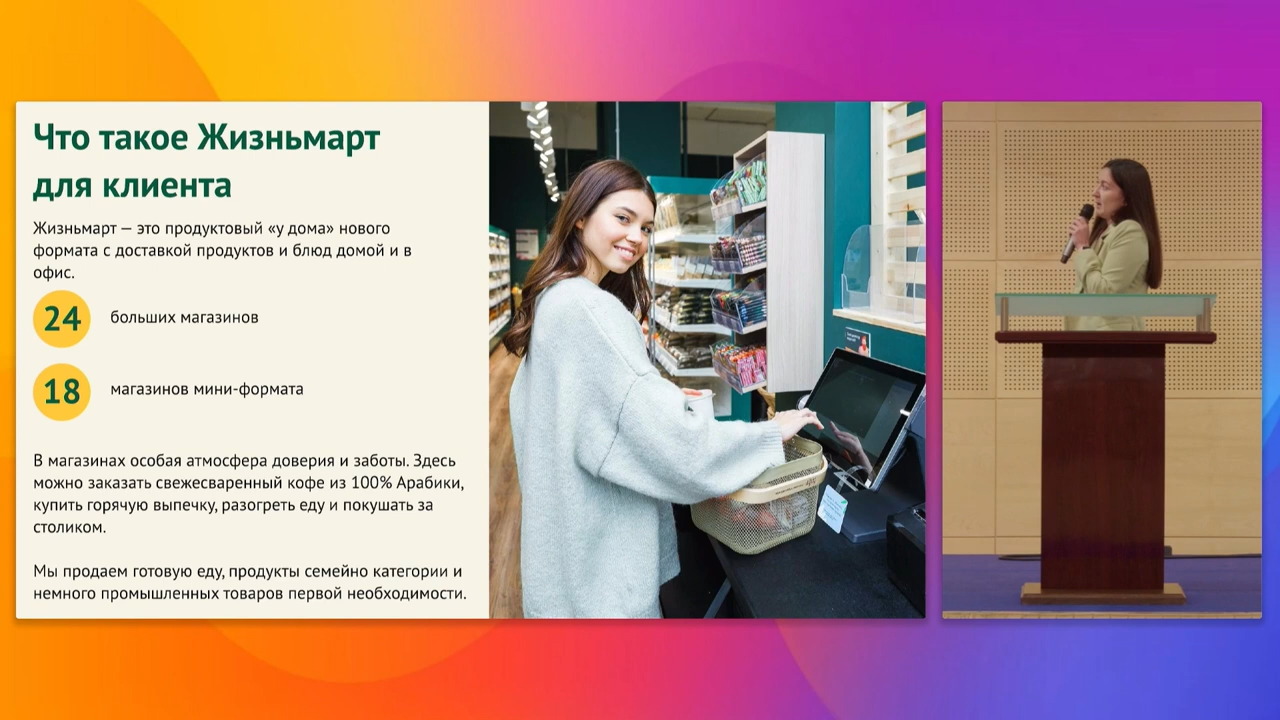 Что такое Жизньмарт
для клиента
Жизньмарт — это продуктовый «у дома» нового
формата с доставкой продуктов и блюд домой и в
офис.
24 больших магазинов
18 магазинов мини-формата
В магазинах особая атмосфера доверия и заботы. Здесь
можно заказать свежесваренный кофе из 100% Арабики,
купить горячую выпечку, разогреть еду и покушать за
столиком.
Мы продаем готовую еду, продукты семейно категории и
немного промышленных товаров первой необходимости.